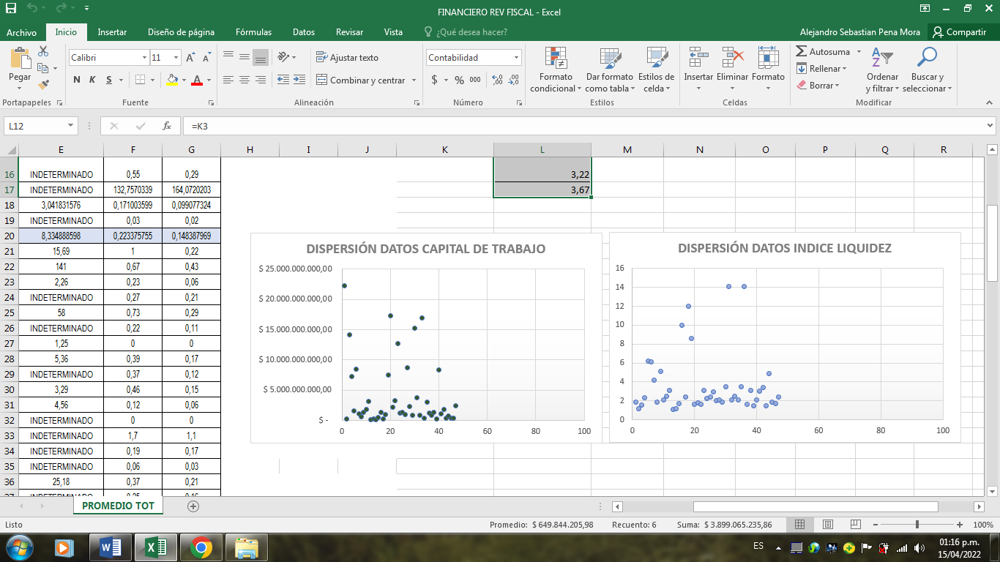 FINANCIERO REV FISCAL - Excel
Archivo Inicio Insertar Diseño de página Fórmulas Datos Revisar Vista ¿Qué desea hacer? Alejandro Sebastian Pena Mora Compartir
Pegar
Calibri 11
N K S
Ajustar texto
Combinar y centrar
Contabilidad
$ % 000
Formato condicional
Dar formato como tabla
Estilos de celda
Insertar Eliminar Formato
Autosuma
Rellenar
Borrar
Ordenar y filtrar
Buscar y seleccionar
Portapapeles Fuente Alineación Número Estilos Celdas Modificar
L12 fx =K3
E F G H I J K L M N O P Q R
16 INDETERMINADO 0,55 0,29 3,22
17 INDETERMINADO 132,7570339 164,0720203 3,67
18 3,041831576 0,171003599 0,099077324
19 INDETERMINADO 0,03 0,02
20 8,334888598 0,223375755 0,148387969
21 15,69 1 0,22
22 141 0,67 0,43
23 2,26 0,23 0,06
24 INDETERMINADO 0,27 0,21
25 58 0,73 0,29
26 INDETERMINADO 0,22 0,11
27 1,25 0 0
28 5,36 0,39 0,17
29 INDETERMINADO 0,37 0,12
30 3,29 0,46 0,15
31 4,56 0,12 0,06
32 INDETERMINADO 0 0
33 INDETERMINADO 1,7 1,1
34 INDETERMINADO 0,19 0,17
35 INDETERMINADO 0,06 0,03
36 25,18 0,37 0,21
DISPERSIÓN DATOS CAPITAL DE TRABAJO
$ 25.000.000.000,00
$ 20.000.000.000,00
$ 15.000.000.000,00
$ 10.000.000.000,00
$ 5.000.000.000,00
$ -
0 20 40 60 80 100
DISPERSIÓN DATOS INDICE LIQUIDEZ
16
14
12
10
8
6
4
2
0
0 20 40 60 80 100
PROMEDIO TOT
Listo Promedio: $ 649.844.205,98 Recuento: 6 Suma: $ 3.899.065.235,86 100%
ES 01:16 p.m.
15/04/2022